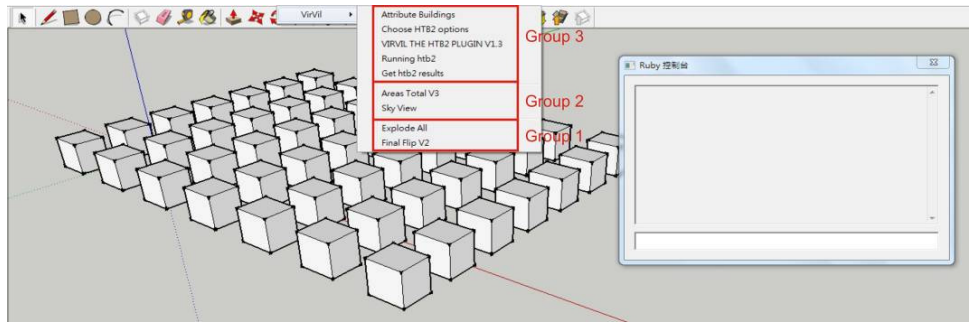 VirVil
Attribute Buildings
Choose HTB2 options
VIRVIL THE HTB2 PLUGIN V1.3
Running htb2
Get htb2 results
Group 3
Areas Total V3
Sky View
Group 2
Explode All
Final Flip V2
Group 1
Ruby 控制台